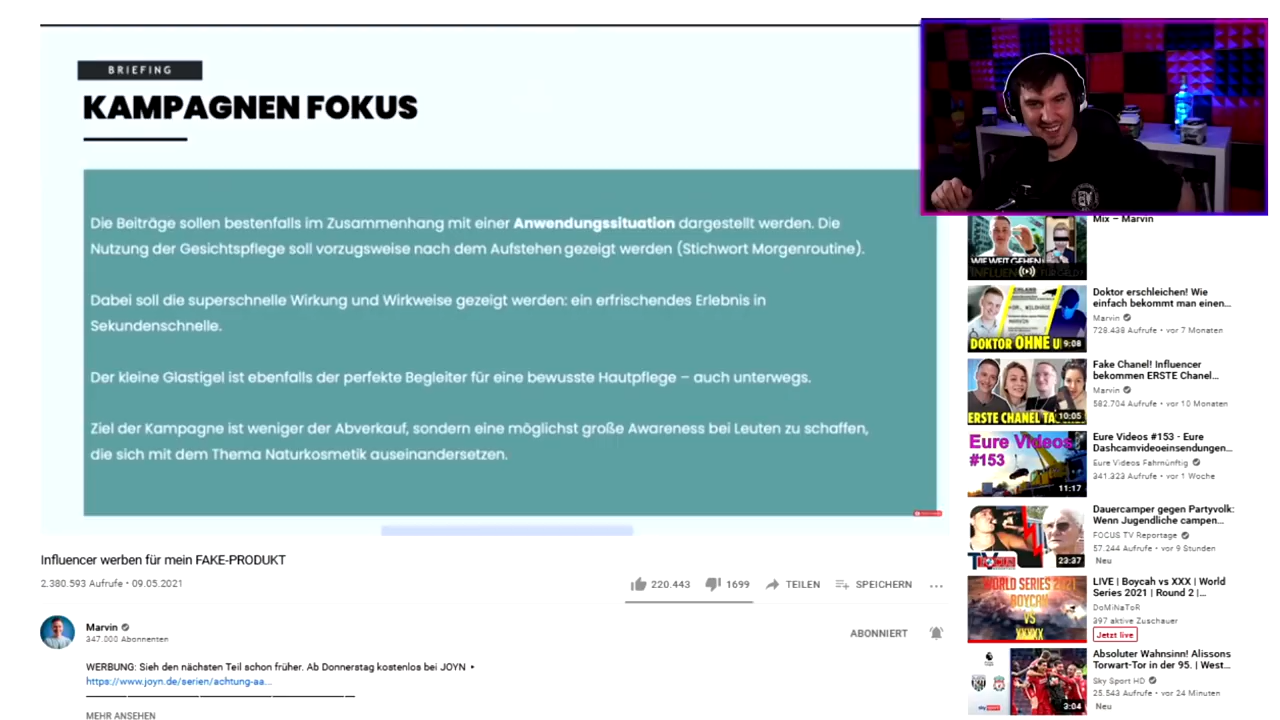 BRIEFING
KAMPAGNEN FOKUS
Die Beiträge sollen bestenfalls im Zusammenhang mit einer Anwendungssituation dargestellt werden. Die
Nutzung der Gesichtspflege soll vorzugsweise nach dem Aufstehen gezeigt werden (Stichwort Morgenroutine).
Dabei soll die superschnelle Wirkung und Wirkweise gezeigt werden: ein erfrischendes Erlebnis in
Sekundenschnelle.
Der kleine Glastigel ist ebenfalls der perfekte Begleiter für eine bewusste Hautpflege – auch unterwegs.
Ziel der Kampagne ist weniger der Abverkauf, sondern eine möglichst große Awareness bei Leuten zu schaffen,
die sich mit dem Thema Naturkosmetik auseinandersetzen.
Influencer werben für mein FAKE-PRODUKT
2.380.593 Aufrufe • 09.05.2021
220.443
1699
TEILEN
SPEICHERN
Marvin
347.000 Abonnenten
ABONNIERT
WERBUNG: Sieh den nächsten Teil schon früher. Ab Donnerstag kostenlos bei JOYN
https://www.joyn.de/serien/achtung-aa...
MEHR ANSEHEN
Mix – Marvin
WIE WEIT GEHEN
Doktor erschleichen! Wie
einfach bekommt man einen...
Marvin
728.438 Aufrufe • vor 7 Monaten
DOKTOR OHNE
9:08
Fake Chanel! Influencer
bekommen ERSTE Chanel...
Marvin
582.704 Aufrufe • vor 10 Monaten
ERSTE CHANEL
10:05
Eure Videos #153 - Eure
Dashcamvideoeinsendungen...
Eure Videos Fahrnünftig
341.323 Aufrufe • vor 1 Woche
Eure Videos
#153
11:17
Dauercamper gegen Partyvolk:
Wenn Jugendliche campen...
FOCUS TV Reportage
57.244 Aufrufe • vor 9 Stunden
Neu
23:37
LIVE | Boycah vs XXX | World
Series 2021 | Round 2 |...
DoMiNaToR
397 aktive Zuschauer
Jetzt live
WORLD SERIES 2021
BOYCAH
VS
XXXXX
Absoluter Wahnsinn! Alissons
Torwart-Tor in der 95. | West...
Sky Sport HD
25.543 Aufrufe • vor 24 Minuten
Neu
3:04